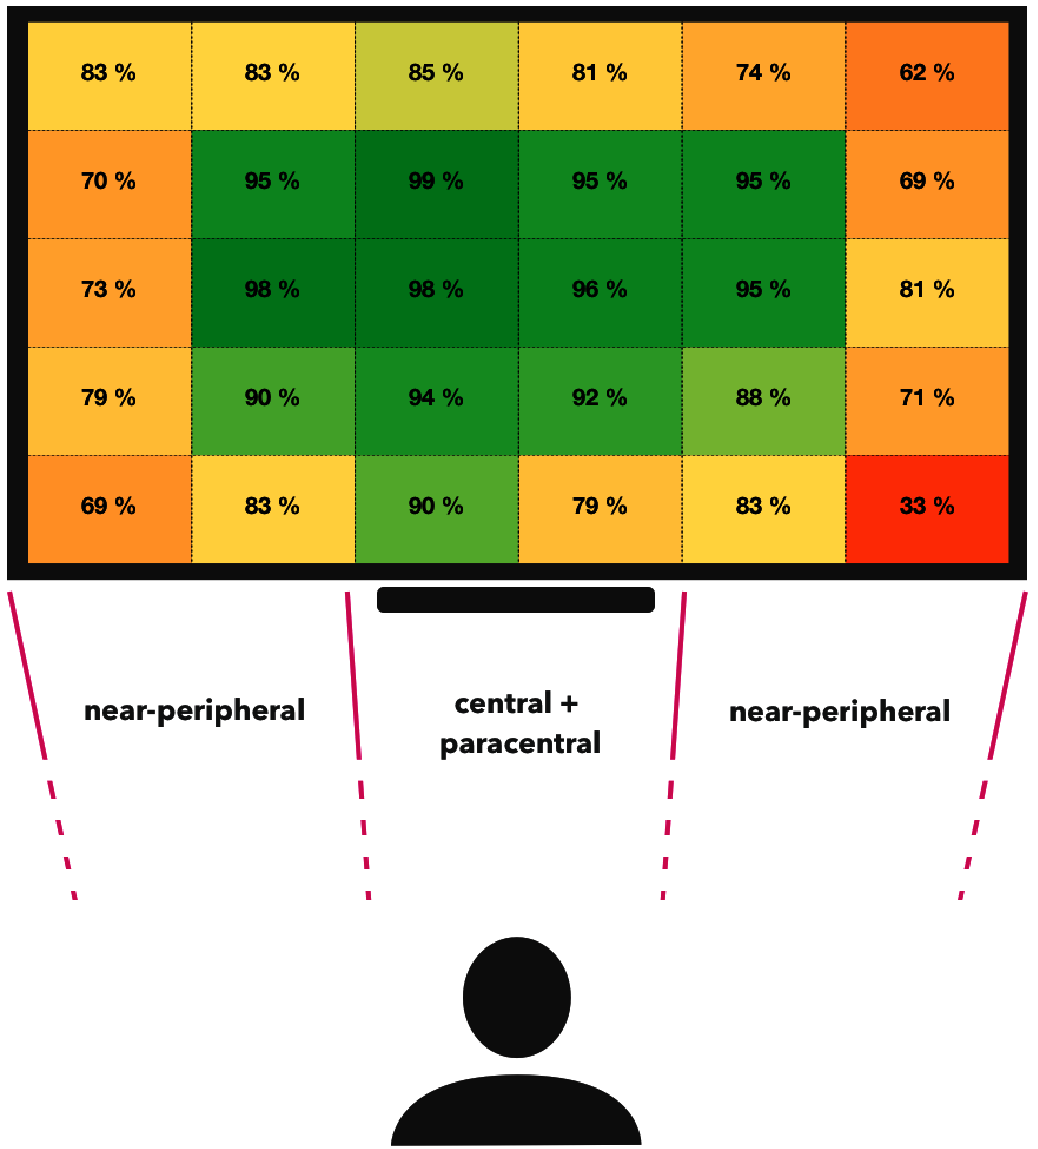 83 % 83 % 85 % 81 % 74 % 62 %
70 % 95 % 99 % 95 % 95 % 69 %
73 % 98 % 98 % 96 % 95 % 81 %
79 % 90 % 94 % 92 % 88 % 71 %
69 % 83 % 90 % 79 % 83 % 33 %
near-peripheral
central +
paracentral
near-peripheral